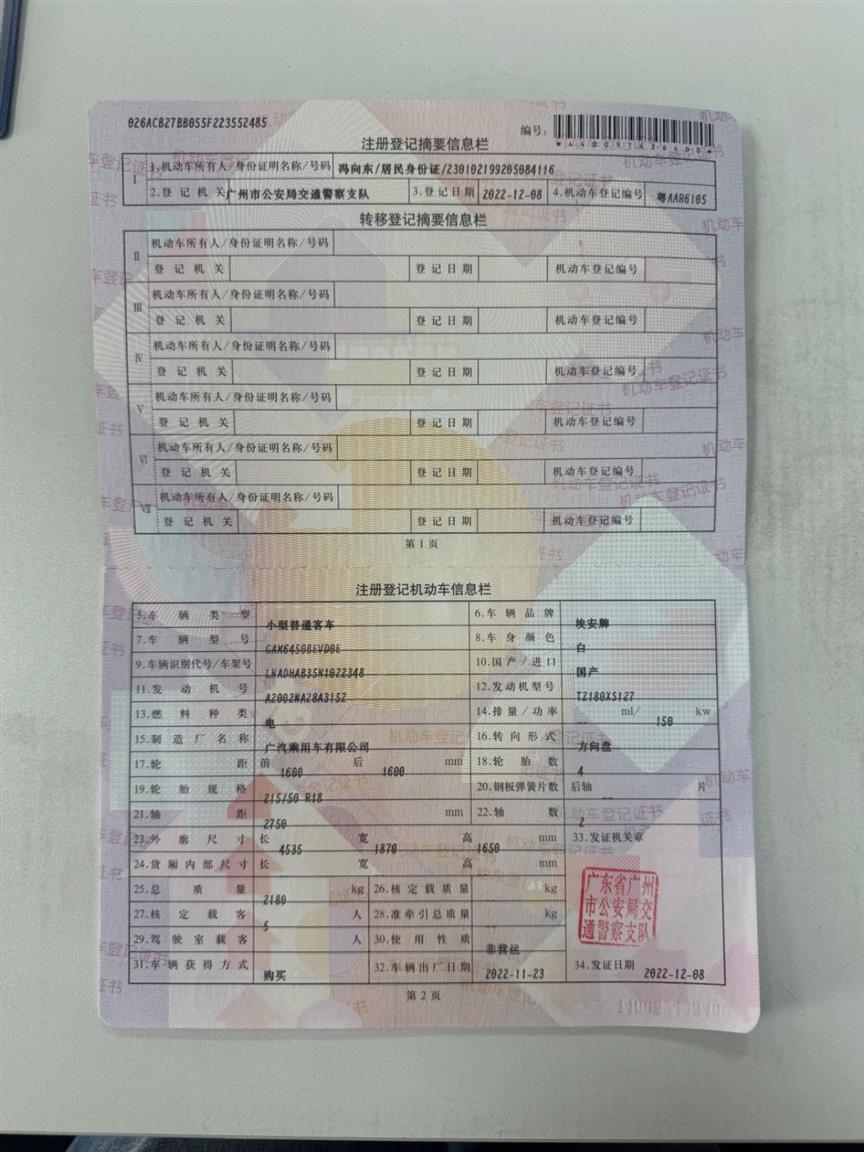 026ACB27BB055F223552485
编号:
*440057426400*
注册登记摘要信息栏
I 1.机动车所有人/身份证明名称/号码 冯向东/居民身份证/230102199205084116
2.登记机关 广州市公安局交通警察支队 3.登记日期 2022-12-08 4.机动车登记编号 粤AAR6105
转移登记摘要信息栏
II 机动车所有人/身份证明名称/号码
登记机关 登记日期 机动车登记编号
III 机动车所有人/身份证明名称/号码
登记机关 登记日期 机动车登记编号
IV 机动车所有人/身份证明名称/号码
登记机关 登记日期 机动车登记编号
V 机动车所有人/身份证明名称/号码
登记机关 登记日期 机动车登记编号
VI 机动车所有人/身份证明名称/号码
登记机关 登记日期 机动车登记编号
VII 机动车所有人/身份证明名称/号码
登记机关 登记日期 机动车登记编号
第1页
注册登记机动车信息栏
5.车辆类型 小型普通客车 6.车辆品牌 埃安牌
7.车辆型号 GAM6450BEVD0E 8.车身颜色 白
9.车辆识别代号/车架号 LNADHAB35N1022348 10.国产/进口 国产
11.发动机号 A2002NA28A3152 12.发动机型号 TZ180XS127
13.燃料种类 电 14.排量/功率 -- ml/ 150 kw
15.制造厂名称 广汽乘用车有限公司 16.转向形式 方向盘
17.轮距 前 1600 后 1600 mm 18.轮胎数 4
19.轮胎规格 215/50 R18 20.钢板弹簧片数 后轴 -- 片
21.轴距 2750 mm 22.轴数 2
23.外廓尺寸 长 4535 宽 1870 高 1650 mm 33.发证机关章
24.货厢内部尺寸 长 宽 高 mm
25.总质量 2180 kg 26.核定载质量 -- kg
27.核定载客 5 人 28.准牵引总质量 -- kg
29.驾驶室载客 人 30.使用性质 非营运
31.车辆获得方式 购买 32.车辆出厂日期 2022-11-23 34.发证日期 2022-12-08
广东省广州
市公安局交
通警察支队
第2页